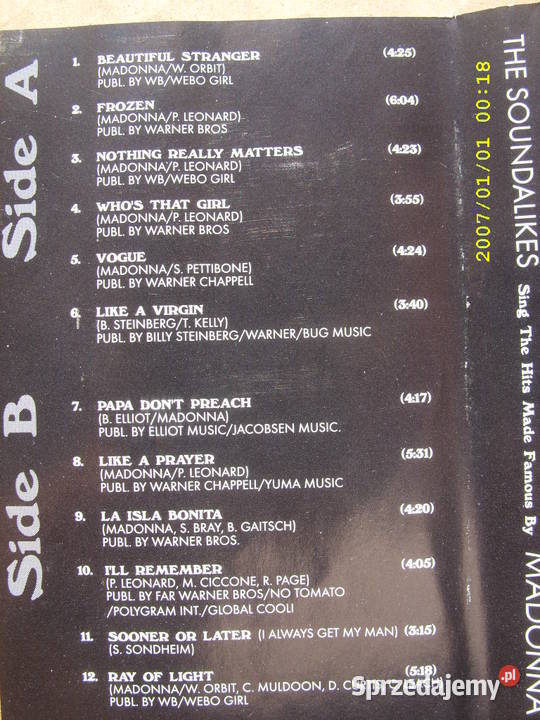 Side A
1. BEAUTIFUL STRANGER (4:25)
(MADONNA/W. ORBIT)
PUBL. BY WB/WEBO GIRL
2. FROZEN (6:04)
(MADONNA/P. LEONARD)
PUBL. BY WARNER BROS
3. NOTHING REALLY MATTERS (4:23)
(MADONNA/P. LEONARD)
PUBL. BY WB/WEBO GIRL
4. WHO'S THAT GIRL (3:55)
(MADONNA/P. LEONARD)
PUBL. BY WARNER BROS
5. VOGUE (4:24)
(MADONNA/S. PETTIBONE)
PUBL. BY WARNER CHAPPELL
6. LIKE A VIRGIN (3:40)
(B. STEINBERG/T. KELLY)
PUBL. BY BILLY STEINBERG/WARNER/BUG MUSIC
Side B
7. PAPA DON'T PREACH (4:17)
(B. ELLIOT/MADONNA)
PUBL. BY ELLIOT MUSIC/JACOBSEN MUSIC.
8. LIKE A PRAYER (5:31)
(MADONNA/P. LEONARD)
PUBL. BY WARNER CHAPPELL/YUMA MUSIC
9. LA ISLA BONITA (4:20)
(MADONNA, S. BRAY, B. GAITSCH)
PUBL. BY WARNER BROS.
10. I'LL REMEMBER (4:05)
(P. LEONARD, M. CICCONE, R. PAGE)
PUBL. BY FAR WARNER BROS/NO TOMATO
/POLYGRAM INT./GLOBAL COOLI
11. SOONER OR LATER (I ALWAYS GET MY MAN) (3:15)
(S. SONDHEIM)
12. RAY OF LIGHT (5:18)
(MADONNA/W. ORBIT, C. MULDOON, D.
PUBL. BY WB/WEBO GIRL
THE SOUNDALIKES Sing The Hits Made Famous By MADONNA
2007/01/01 00:18
Sprzedajemy.pl